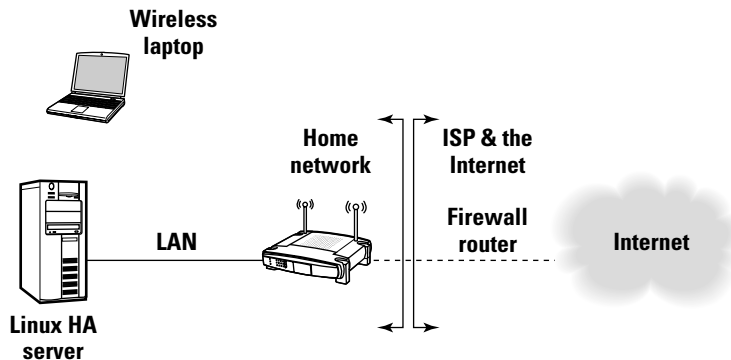 Wireless
laptop
Home
network
ISP & the
Internet
LAN
Firewall
router
Internet
Linux HA
server